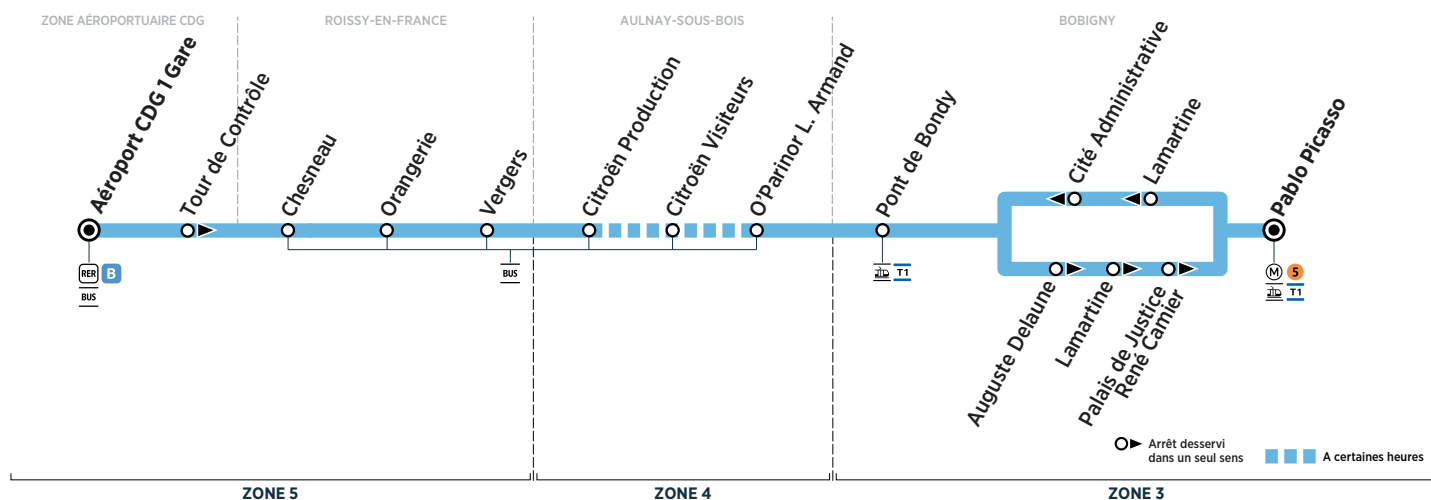 ZONE AÉROPORTUAIRE CDG
ROISSY-EN-FRANCE
AULNAY-SOUS-BOIS
BOBIGNY
Aéroport CDG 1 Gare
Tour de Contrôle
Chesneau
Orangerie
Vergers
Citroën Production
Citroën Visiteurs
O'Parinor L. Armand
Pont de Bondy
Cité Administrative
Lamartine
Pablo Picasso
RER B
BUS
BUS
T1
M 5
T1
Auguste Delaune
Lamartine
Palais de Justice
René Camier
Arrêt desservi
dans un seul sens
A certaines heures
ZONE 5
ZONE 4
ZONE 3